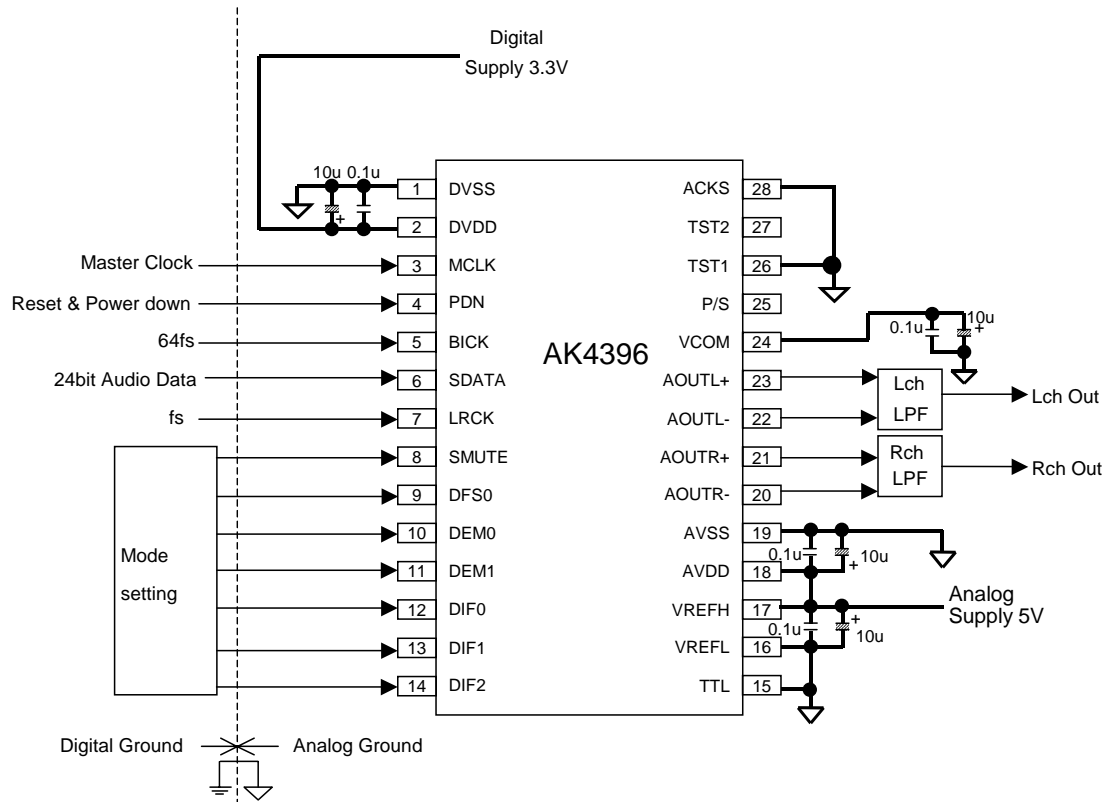 Digital
Supply 3.3V
10u 0.1u
+
1 DVSS
2 DVDD
Master Clock 3 MCLK
Reset & Power down 4 PDN
64fs 5 BICK
24bit Audio Data 6 SDATA
fs 7 LRCK
8 SMUTE
9 DFS0
10 DEM0
11 DEM1
12 DIF0
13 DIF1
14 DIF2
Mode
setting
AK4396
ACKS 28
TST2 27
TST1 26
P/S 25
VCOM 24
0.1u 10u
+
AOUTL+ 23
AOUTL- 22
Lch
LPF
Lch Out
AOUTR+ 21
AOUTR- 20
Rch
LPF
Rch Out
AVSS 19
0.1u 10u
+
AVDD 18
VREFH 17
Analog
Supply 5V
+
0.1u 10u
VREFL 16
TTL 15
Digital Ground Analog Ground